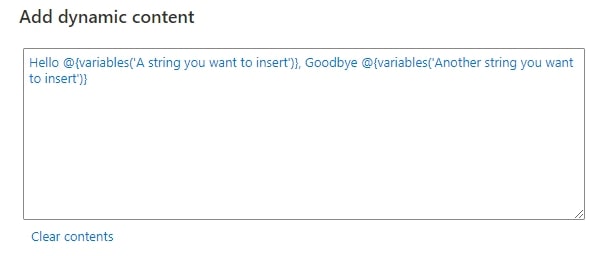 Add dynamic content
Hello @{variables('A string you want to insert')}, Goodbye @{variables('Another string you want
to insert')}
Clear contents